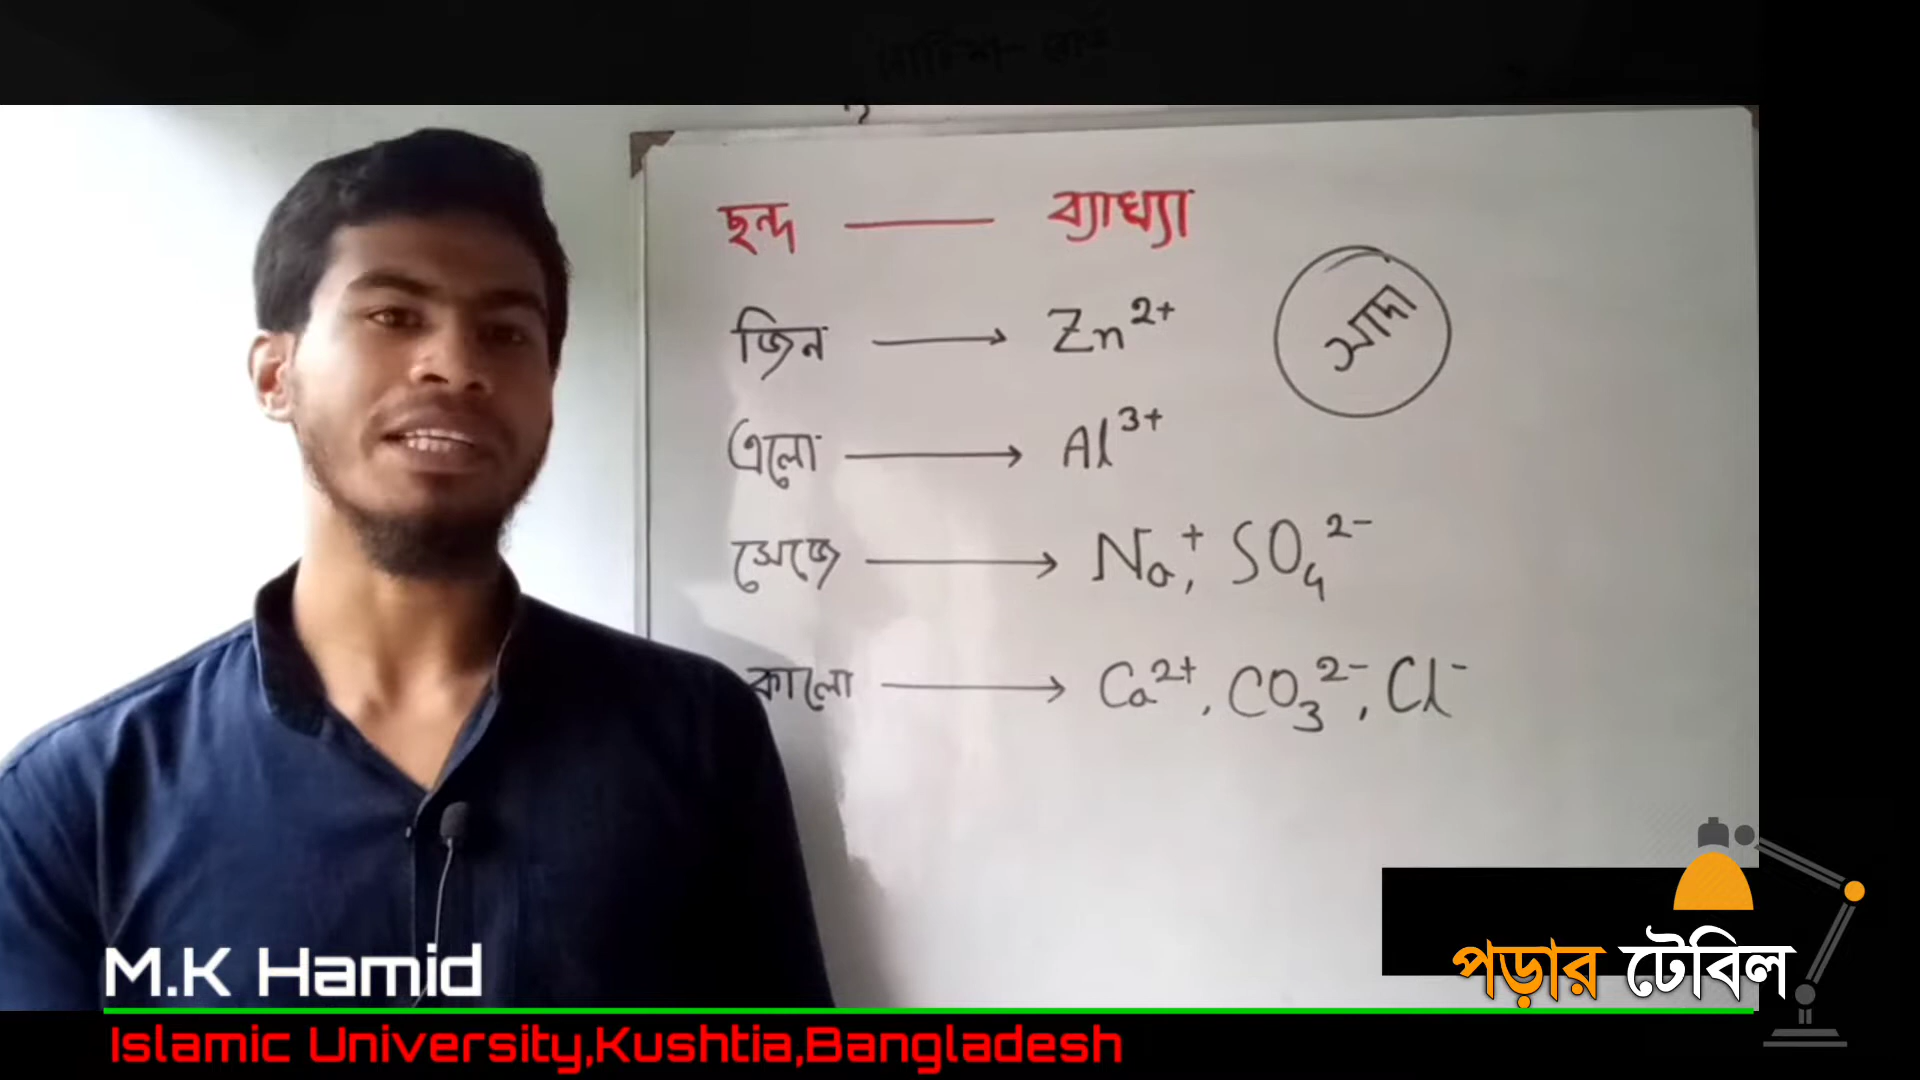 ছন্দ — ব্যাখ্যা
জিন → Zn²⁺
সাদা
এলো → Al³⁺
সেজে → Na⁺, SO₄²⁻
কালো → Ca²⁺, CO₃²⁻, Cl⁻
পড়ার টেবিল
M.K Hamid
Islamic University,Kushtia,Bangladesh